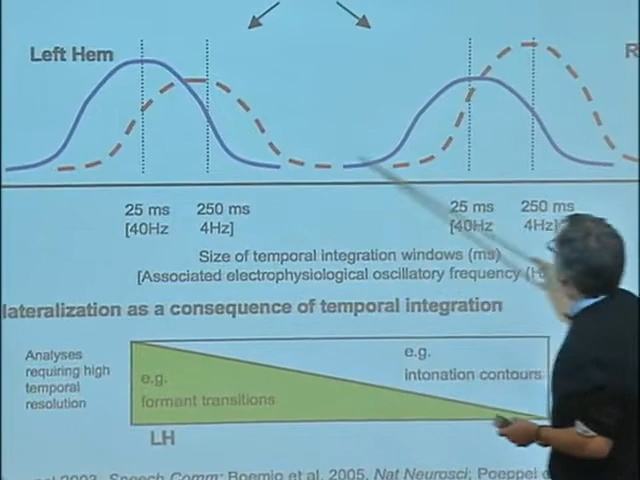 Left Hem
R
25 ms 250 ms
[40Hz 4Hz]
25 ms 250 ms
[40Hz 4Hz]
Size of temporal integration windows (ms)
[Associated electrophysiological oscillatory frequency (H
lateralization as a consequence of temporal integration
Analyses
requiring high
temporal
resolution
e.g.
formant transitions
e.g.
intonation contours
LH
2003, Speech Comm; Boemio et al. 2005, Nat Neurosci; Poeppel e